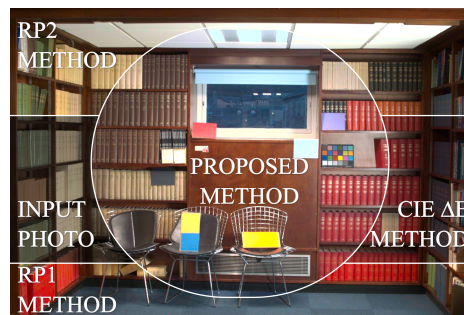 RP2
METHOD
PROPOSED
METHOD
INPUT
PHOTO
CIE ΔE
METHOD
RP1
METHOD